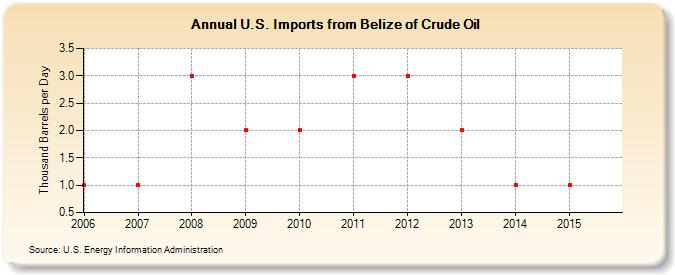 Annual U.S. Imports from Belize of Crude Oil
Thousand Barrels per Day
3.5
3.0
2.5
2.0
1.5
1.0
0.5
2006 2007 2008 2009 2010 2011 2012 2013 2014 2015
Source: U.S. Energy Information Administration